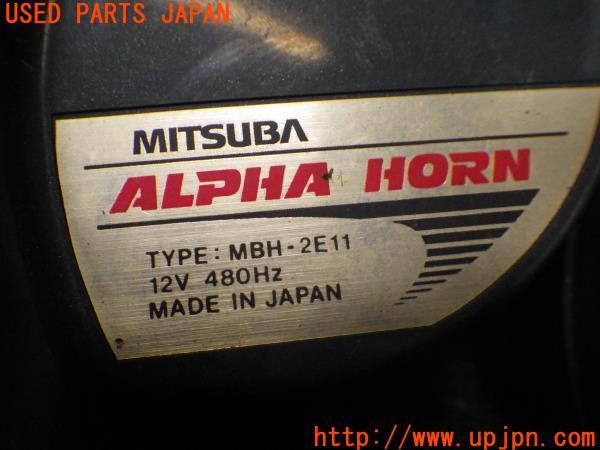 USED PARTS JAPAN
MITSUBA
ALPHA HORN
TYPE: MBH-2E11
12V 480Hz
MADE IN JAPAN
http://www.upjpn.com/